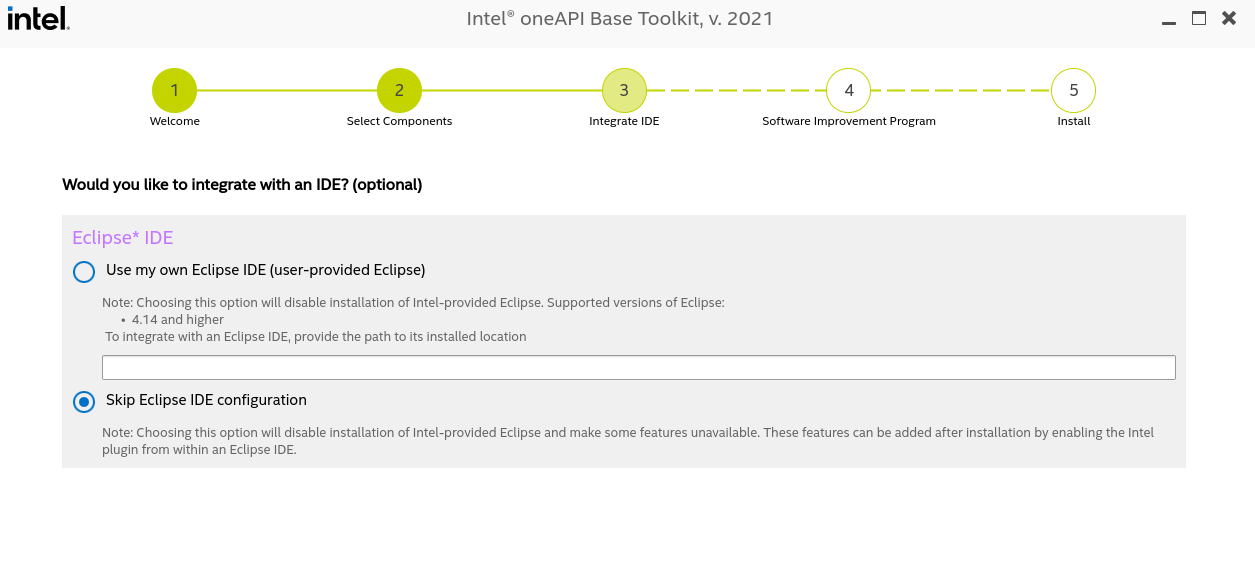 intel.
Intel® oneAPI Base Toolkit, v. 2021
1
2
3
4
5
Welcome
Select Components
Integrate IDE
Software Improvement Program
Install
Would you like to integrate with an IDE? (optional)
Eclipse* IDE
Use my own Eclipse IDE (user-provided Eclipse)
Note: Choosing this option will disable installation of Intel-provided Eclipse. Supported versions of Eclipse:
• 4.14 and higher
To integrate with an Eclipse IDE, provide the path to its installed location
Skip Eclipse IDE configuration
Note: Choosing this option will disable installation of Intel-provided Eclipse and make some features unavailable. These features can be added after installation by enabling the Intel
plugin from within an Eclipse IDE.